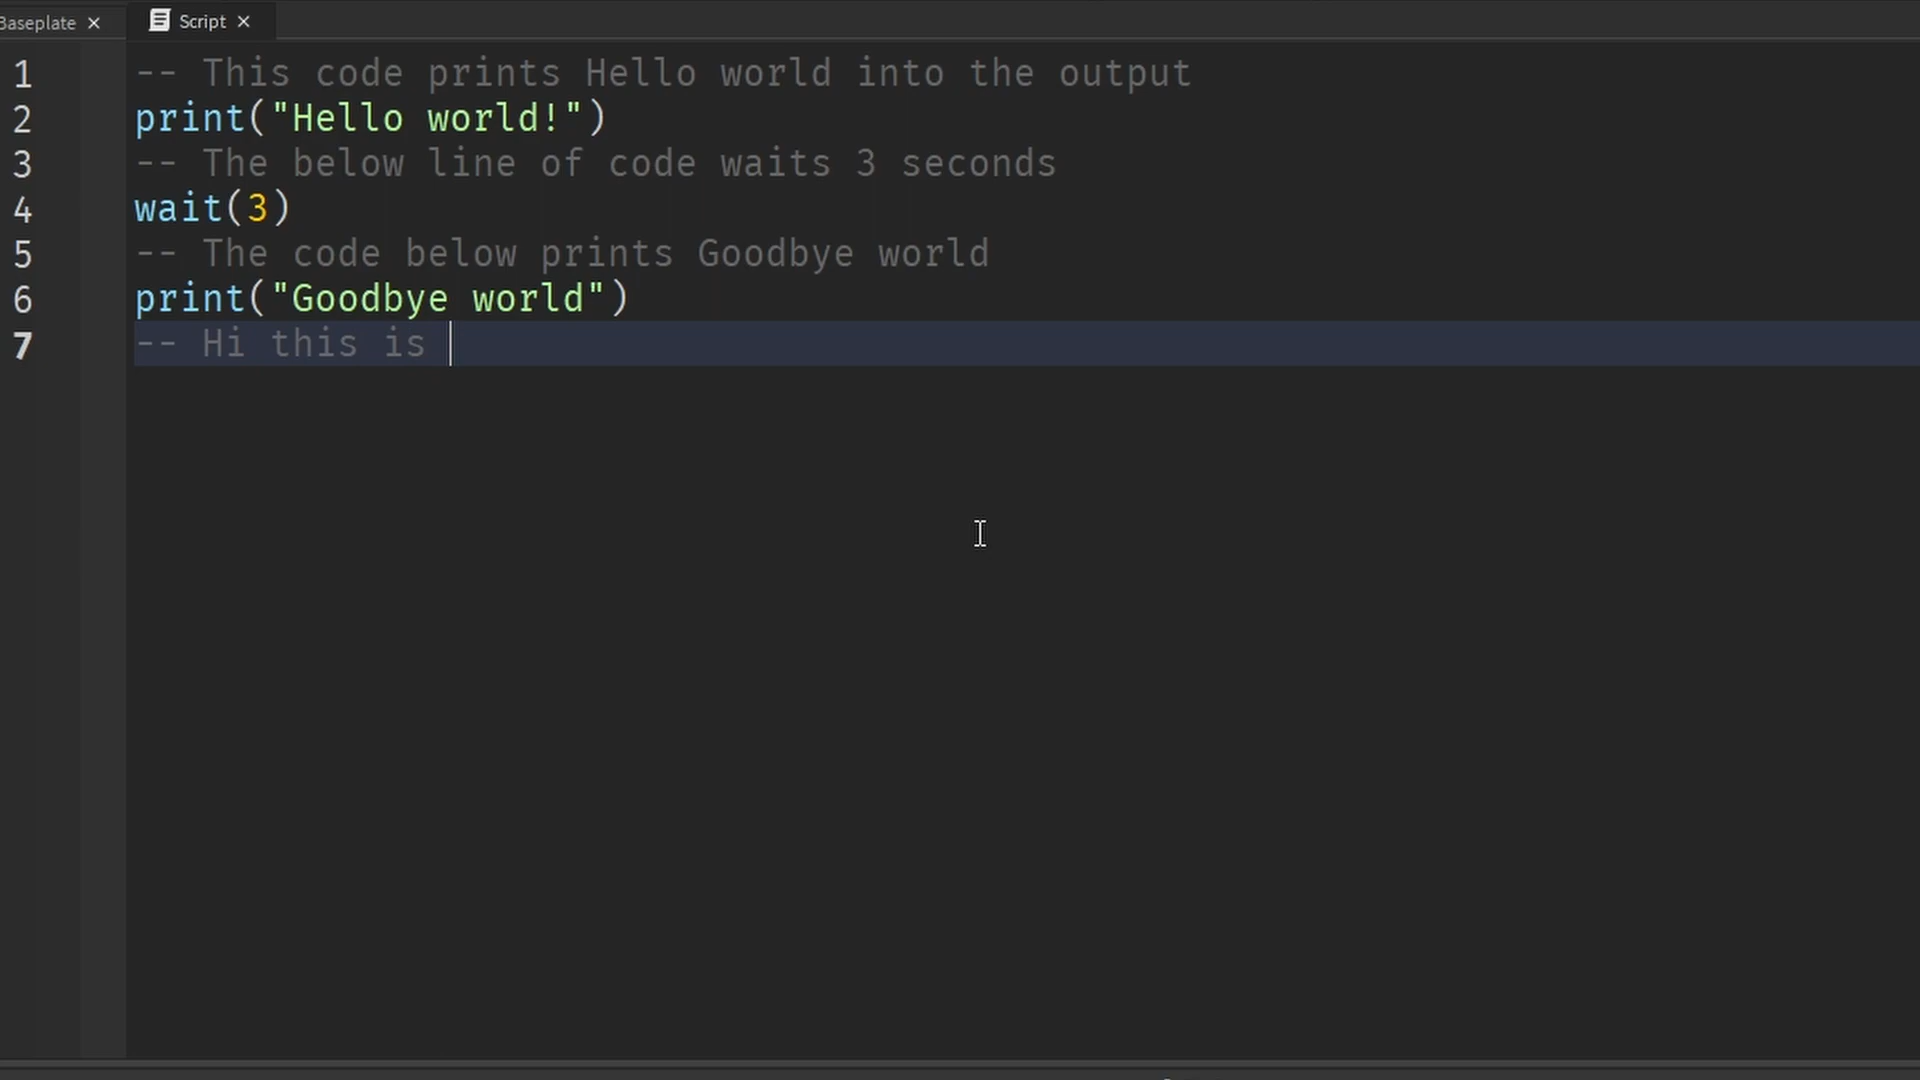 Baseplate × Script ×
1 -- This code prints Hello world into the output
2 print("Hello world!")
3 -- The below line of code waits 3 seconds
4 wait(3)
5 -- The code below prints Goodbye world
6 print("Goodbye world")
7 -- Hi this is